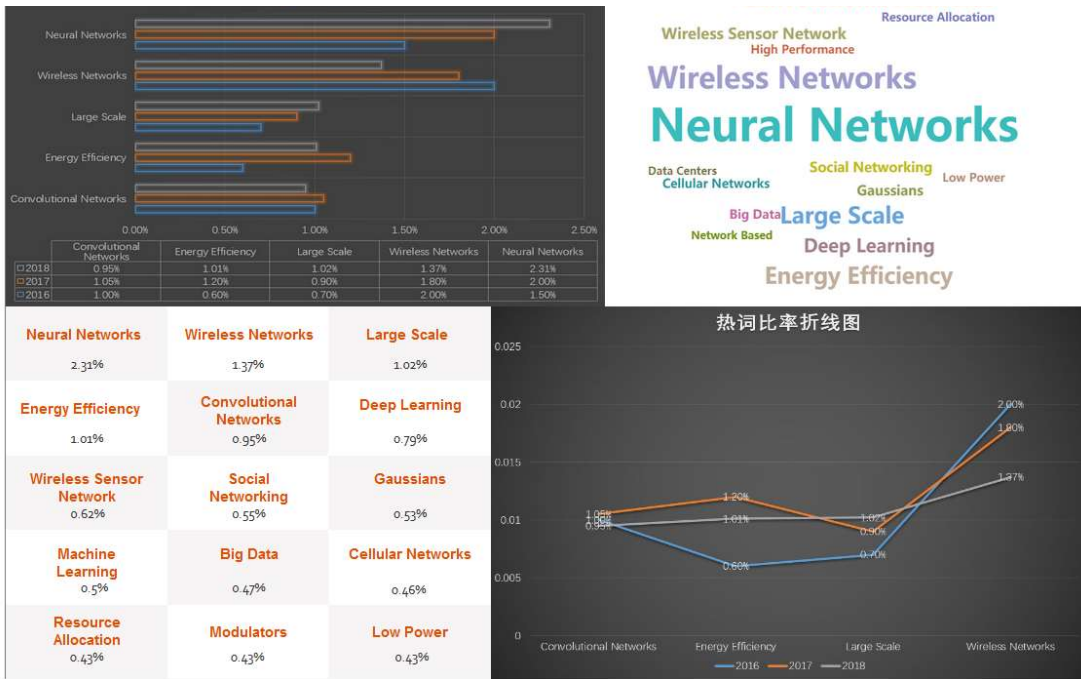 Neural Networks
Wireless Networks
Large Scale
Energy Efficiency
Convolutional Networks
0.00% 0.50% 1.00% 1.50% 2.00% 2.50%
Convolutional Networks Energy Efficiency Large Scale Wireless Networks Neural Networks
2018 0.95% 1.01% 1.02% 1.37% 2.31%
2017 1.05% 1.20% 0.90% 1.80% 2.00%
2016 1.00% 0.60% 0.70% 2.00% 1.50%
Resource Allocation
Wireless Sensor Network
High Performance
Wireless Networks
Neural Networks
Data Centers
Social Networking
Cellular Networks
Low Power
Gaussians
Big Data
Large Scale
Network Based
Deep Learning
Energy Efficiency
Neural Networks Wireless Networks Large Scale
2.31% 1.37% 1.02%
Energy Efficiency Convolutional Networks Deep Learning
1.01% 0.95% 0.79%
Wireless Sensor Network Social Networking Gaussians
0.62% 0.55% 0.53%
Machine Learning Big Data Cellular Networks
0.5% 0.47% 0.46%
Resource Allocation Modulators Low Power
0.43% 0.43% 0.43%
热词比率折线图
0.025
0.02
0.015
0.01
0.005
0
2.00%
1.80%
1.37%
1.05%
1.00%
0.95%
1.20%
1.01%
0.60%
1.02%
0.90%
0.70%
Convolutional Networks Energy Efficiency Large Scale Wireless Networks
2016 2017 2018